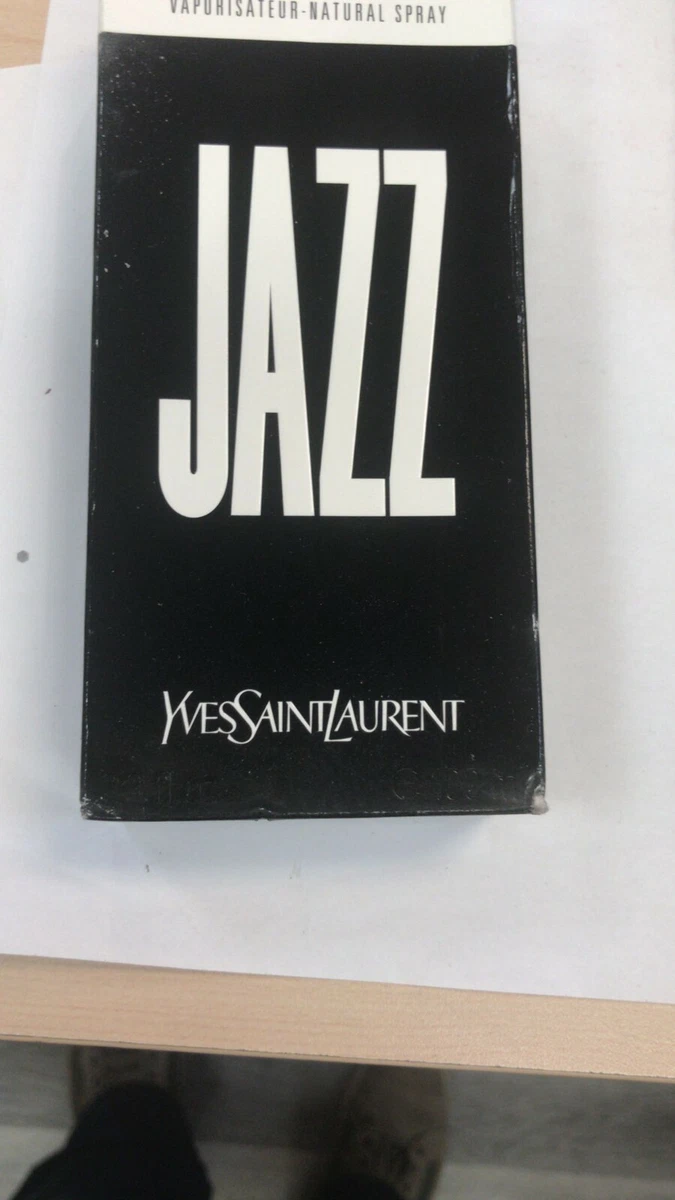 VAPORISATEUR-NATURAL SPRAY
JAZZ
YVESSAINTLAURENT